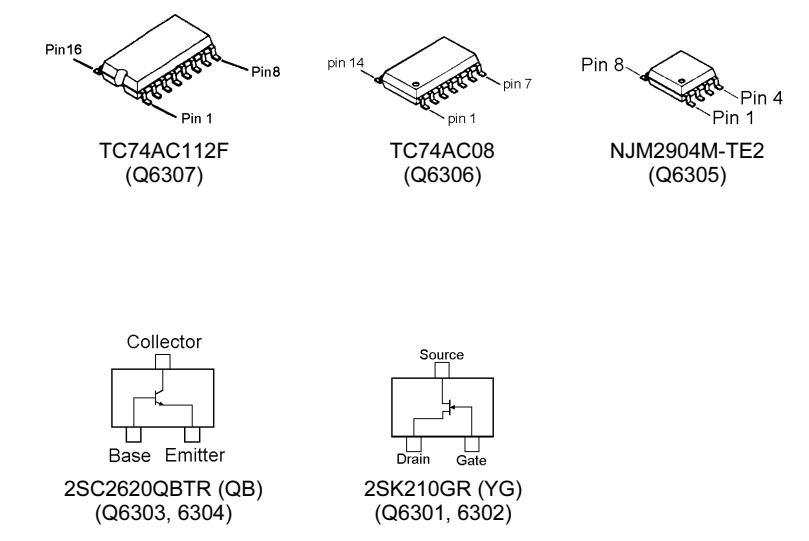 Pin16
Pin8
Pin 1
TC74AC112F
(Q6307)
pin 14
pin 7
pin 1
TC74AC08
(Q6306)
Pin 8
Pin 4
Pin 1
NJM2904M-TE2
(Q6305)
Collector
Base Emitter
2SC2620QBTR (QB)
(Q6303, 6304)
Source
Drain Gate
2SK210GR (YG)
(Q6301, 6302)